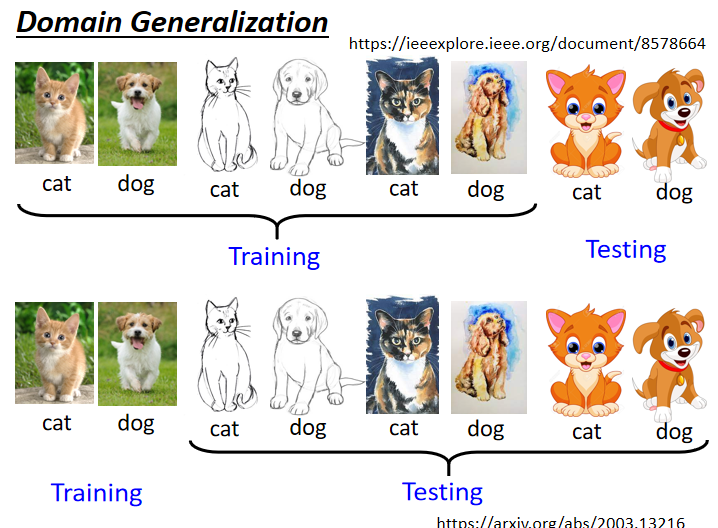 Domain Generalization
https://ieeexplore.ieee.org/document/8578664
cat dog cat dog cat dog cat dog
Training
Testing
cat dog cat dog cat dog cat dog
Training
Testing
https://arxiv.org/abs/2003.13216